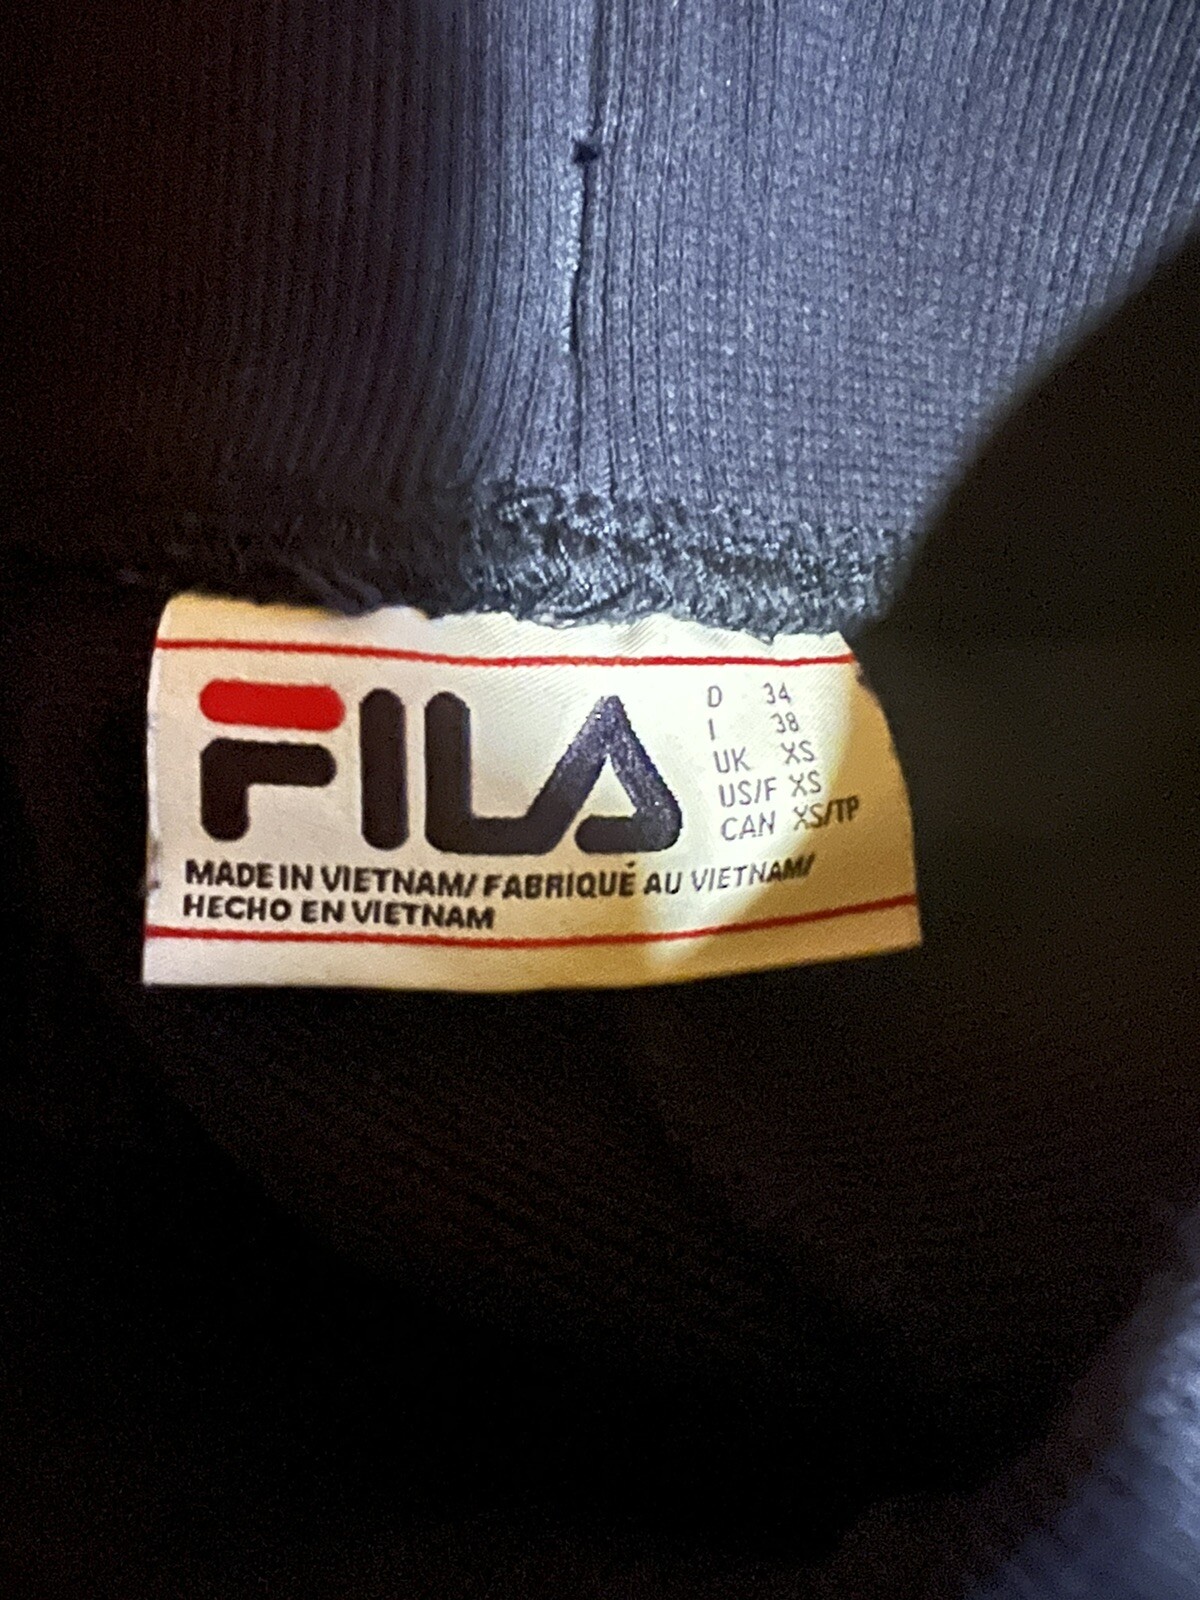 FILA
D 34
I 38
UK XS
US/F XS
CAN XS/TP
MADE IN VIETNAM/ FABRIQUÉ AU VIETNAM/
HECHO EN VIETNAM